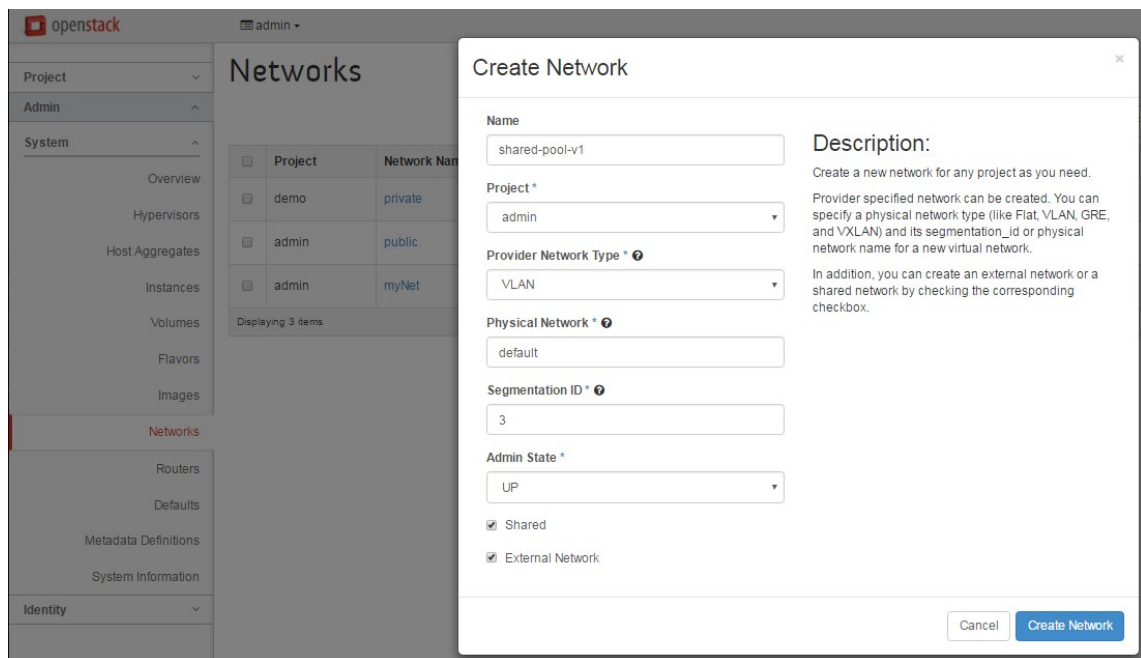 openstack
admin
Project
Admin
System
Overview
Hypervisors
Host Aggregates
Instances
Volumes
Flavors
Images
Networks
Routers
Defaults
Metadata Definitions
System Information
Identity
Networks
Project Network Nam
demo private
admin public
admin myNet
Displaying 3 items
Create Network
×
Name
shared-pool-v1
Project *
admin
Provider Network Type *
VLAN
Physical Network *
default
Segmentation ID *
3
Admin State *
UP
Shared
External Network
Description:
Create a new network for any project as you need.
Provider specified network can be created. You can
specify a physical network type (like Flat, VLAN, GRE,
and VXLAN) and its segmentation_id or physical
network name for a new virtual network.
In addition, you can create an external network or a
shared network by checking the corresponding
checkbox.
Cancel
Create Network